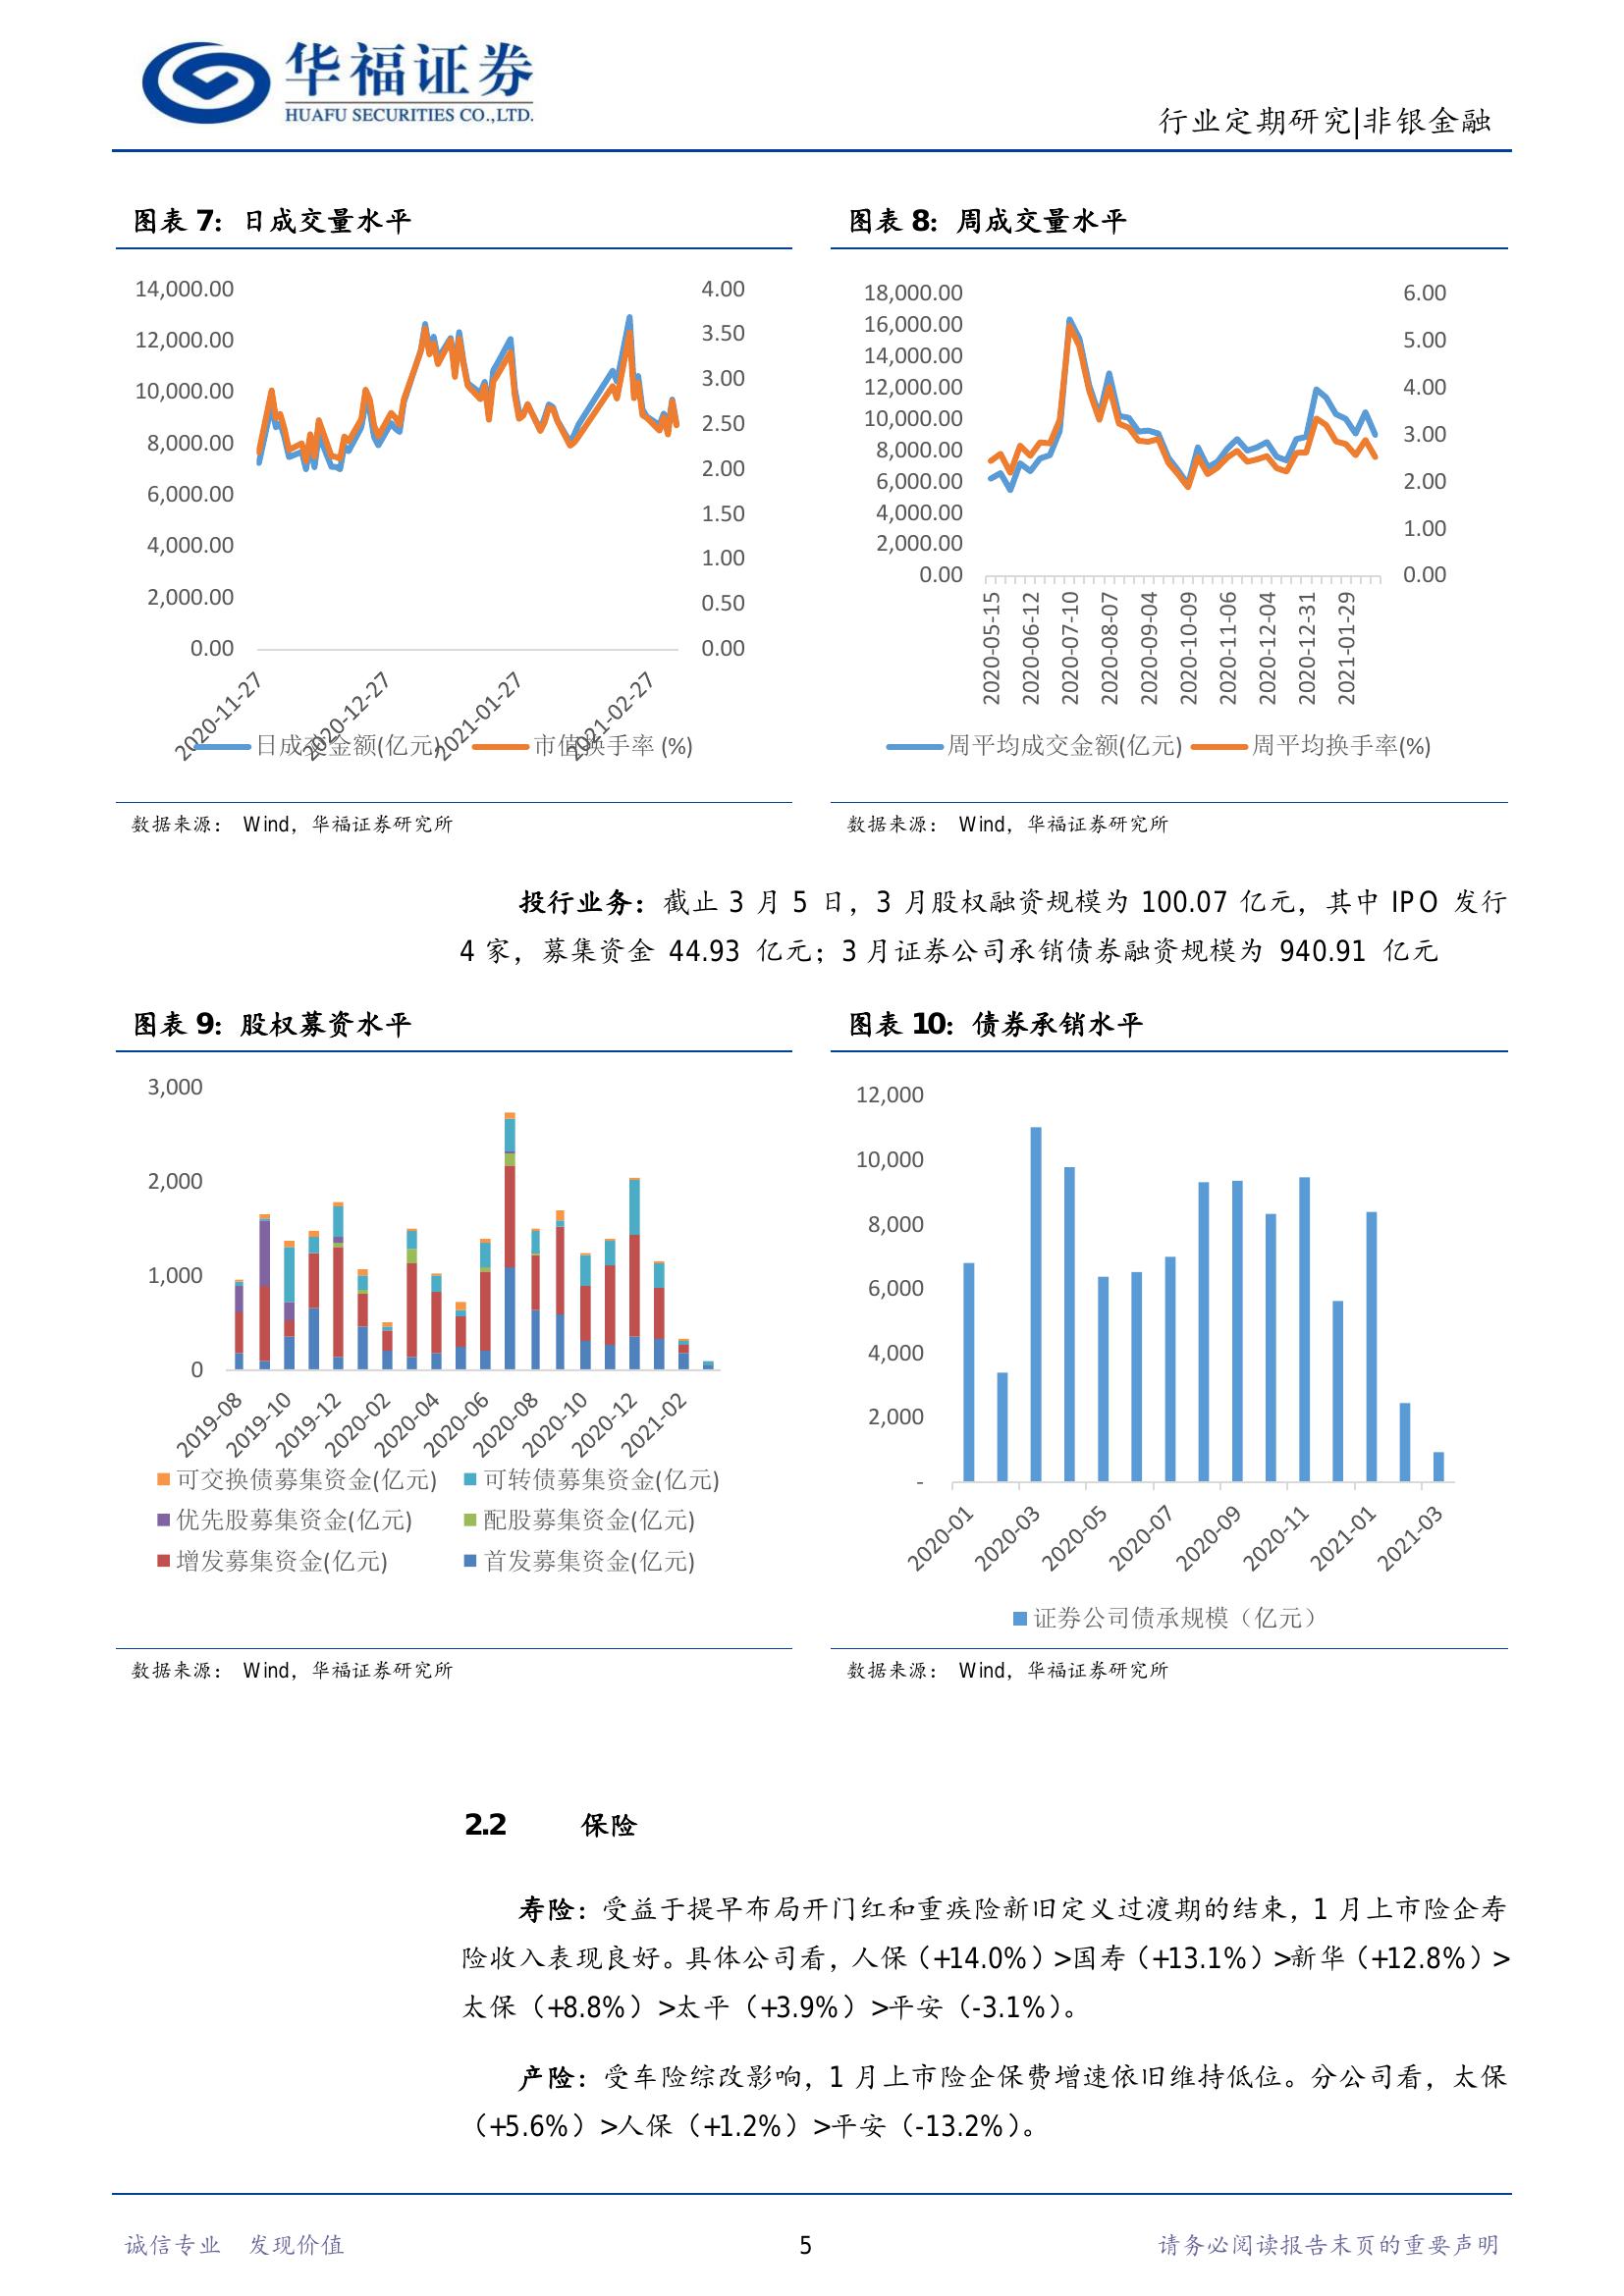 华福证券
HUAFU SECURITIES CO.,LTD.
行业定期研究|非银金融
图表 7：日成交量水平
14,000.00
12,000.00
10,000.00
8,000.00
6,000.00
4,000.00
2,000.00
0.00
4.00
3.50
3.00
2.50
2.00
1.50
1.00
0.50
0.00
2020-11-27
2020-12-27
2021-01-27
2021-02-27
日成交金额(亿元)
市值换手率 (%)
数据来源： Wind，华福证券研究所
图表 8：周成交量水平
18,000.00
16,000.00
14,000.00
12,000.00
10,000.00
8,000.00
6,000.00
4,000.00
2,000.00
0.00
6.00
5.00
4.00
3.00
2.00
1.00
0.00
2020-05-15
2020-06-12
2020-07-10
2020-08-07
2020-09-04
2020-10-09
2020-11-06
2020-12-04
2020-12-31
2021-01-29
周平均成交金额(亿元)
周平均换手率(%)
数据来源： Wind，华福证券研究所
投行业务：截止 3 月 5 日，3 月股权融资规模为 100.07 亿元，其中 IPO 发行
4 家，募集资金 44.93 亿元；3 月证券公司承销债券融资规模为 940.91 亿元
图表 9：股权募资水平
3,000
2,000
1,000
0
2019-08
2019-10
2019-12
2020-02
2020-04
2020-06
2020-08
2020-10
2020-12
2021-02
可交换债募集资金(亿元)
可转债募集资金(亿元)
优先股募集资金(亿元)
配股募集资金(亿元)
增发募集资金(亿元)
首发募集资金(亿元)
数据来源： Wind，华福证券研究所
图表 10：债券承销水平
12,000
10,000
8,000
6,000
4,000
2,000
-
2020-01
2020-03
2020-05
2020-07
2020-09
2020-11
2021-01
2021-03
证券公司债承规模（亿元）
数据来源： Wind，华福证券研究所
2.2 保险
寿险：受益于提早布局开门红和重疾险新旧定义过渡期的结束，1 月上市险企寿
险收入表现良好。具体公司看，人保（+14.0%）>国寿（+13.1%）>新华（+12.8%）>
太保（+8.8%）>太平（+3.9%）>平安（-3.1%）。
产险：受车险综改影响，1 月上市险企保费增速依旧维持低位。分公司看，太保
（+5.6%）>人保（+1.2%）>平安（-13.2%）。
诚信专业 发现价值
5
请务必阅读报告末页的重要声明